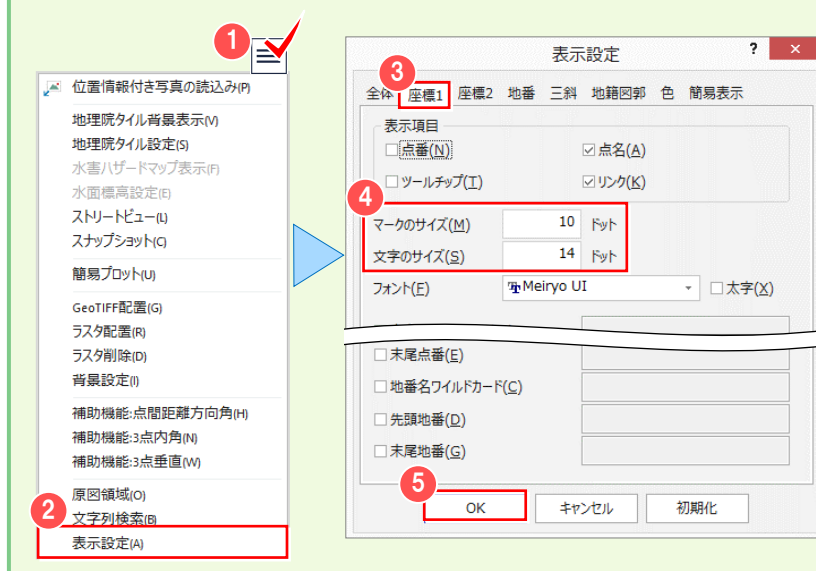 1
位置情報付き写真の読込み(P)
地理院タイル背景表示(V)
地理院タイル設定(S)
水害ハザードマップ表示(F)
水面標高設定(E)
ストリートビュー(L)
スナップショット(C)
簡易プロット(U)
GeoTIFF配置(G)
ラスタ配置(R)
ラスタ削除(D)
背景設定(I)
補助機能:点間距離方向角(H)
補助機能:3点内角(N)
補助機能:3点垂直(W)
原図領域(O)
2
文字列検索(B)
表示設定(A)
表示設定 ? ×
3
全体 座標1 座標2 地番 三斜 地籍図郭 色 簡易表示
表示項目
点番(N) 点名(A)
ツールチップ(T) リンク(K)
4
マークのサイズ(M) 10 ドット
文字のサイズ(S) 14 ドット
フォント(F) Meiryo UI 太字(X)
末尾点番(E)
地番名ワイルドカード(C)
先頭地番(D)
末尾地番(G)
5
OK キャンセル 初期化